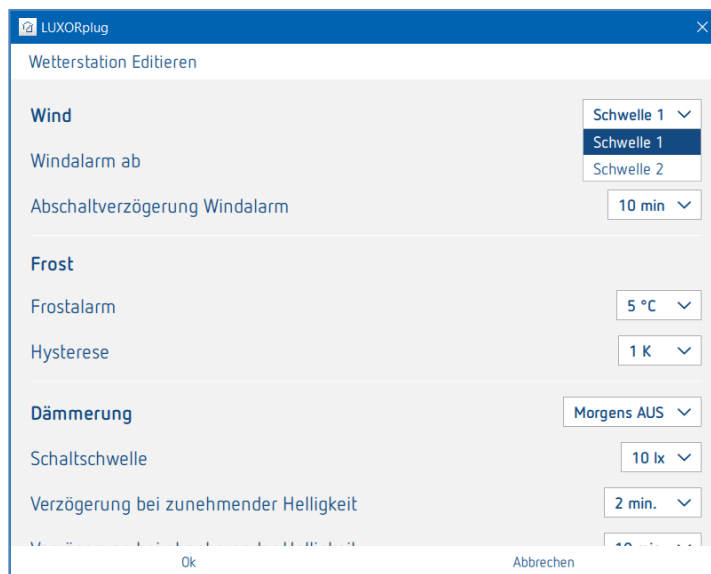 LUXORplug
Wetterstation Editieren
Wind Schwelle 1
Schwelle 1
Windalarm ab Schwelle 2
Abschaltverzögerung Windalarm 10 min
Frost
Frostalarm 5 °C
Hysterese 1 K
Dämmerung Morgens AUS
Schaltschwelle 10 lx
Verzögerung bei zunehmender Helligkeit 2 min.
Ok Abbrechen